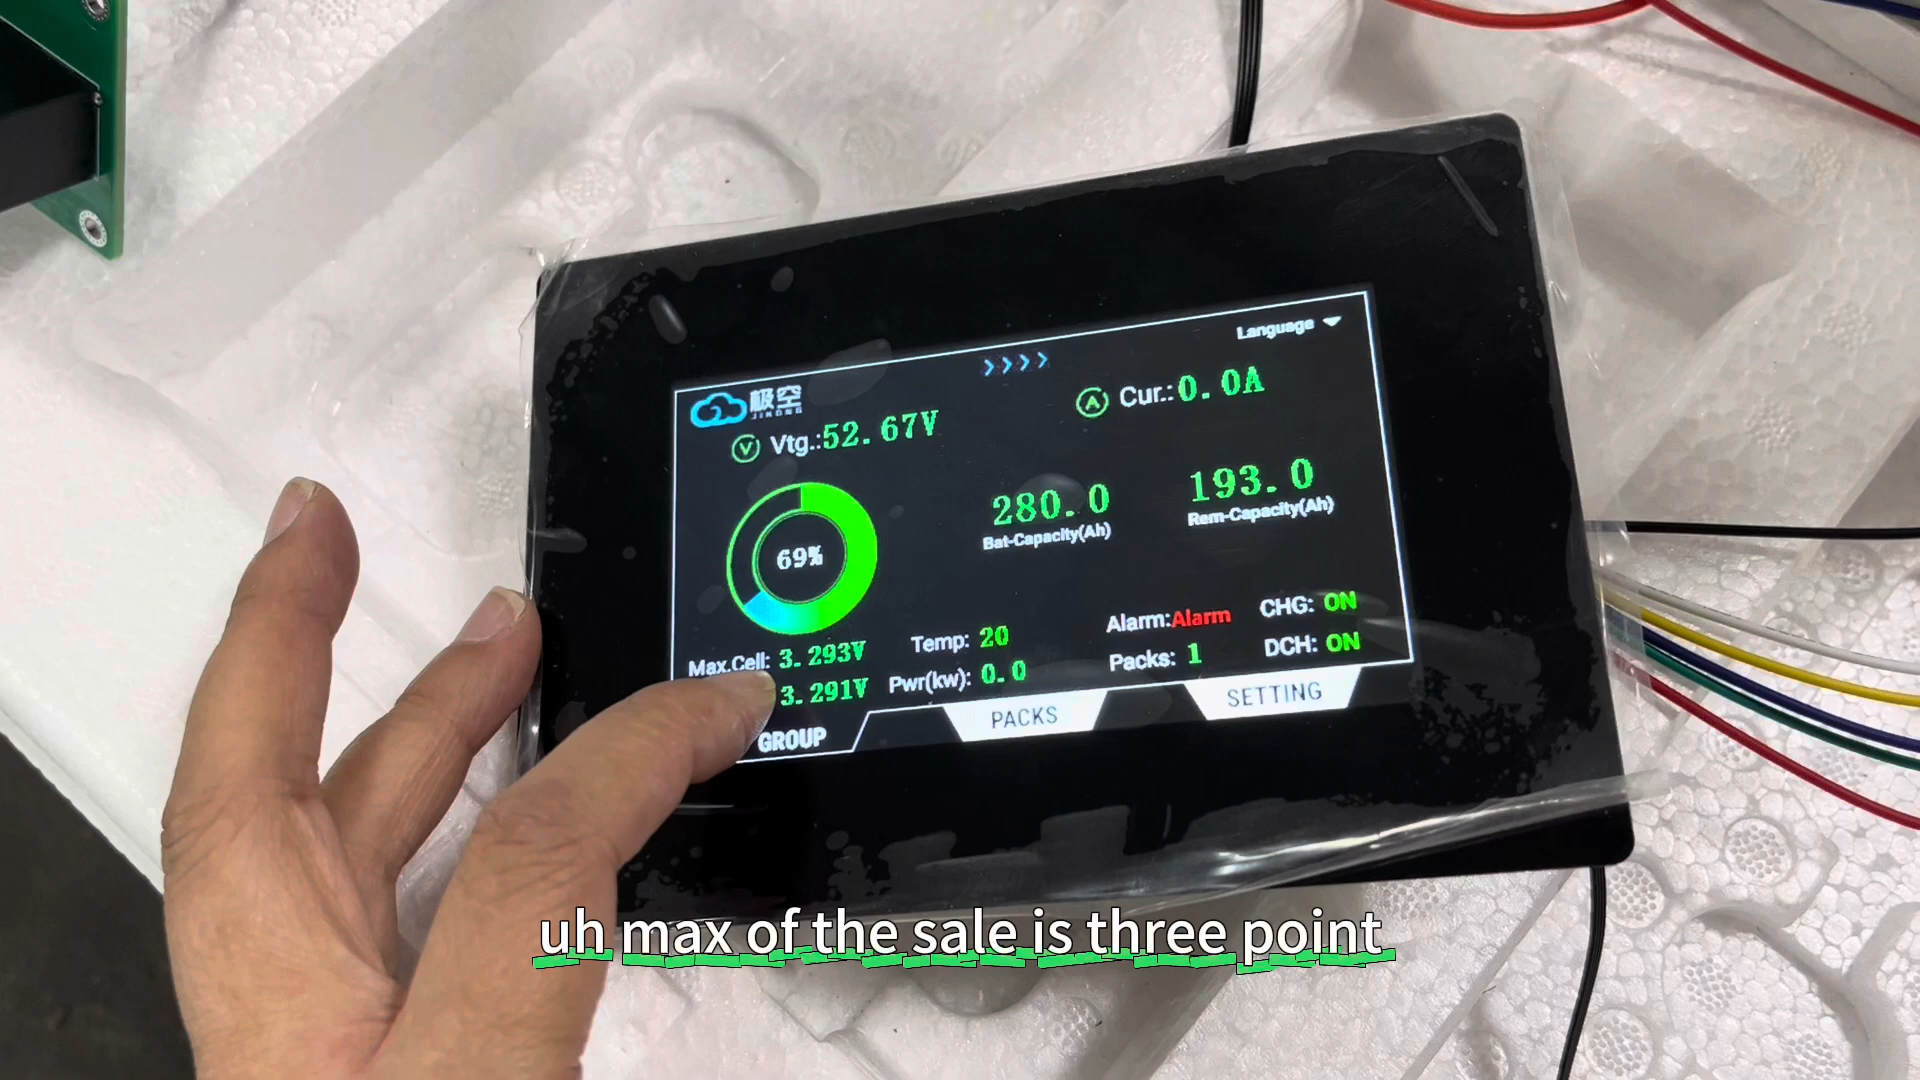 Language
极空
JIKONG
Vtg.:52.67V
Cur.:0.0A
69%
280.0
Bat-Capacity(Ah)
193.0
Rem-Capacity(Ah)
Max.Cell: 3.293V
3.291V
Temp: 20
Pwr(kw): 0.0
Alarm:Alarm
Packs: 1
CHG: ON
DCH: ON
GROUP
PACKS
SETTING
uh max of the sale is three point